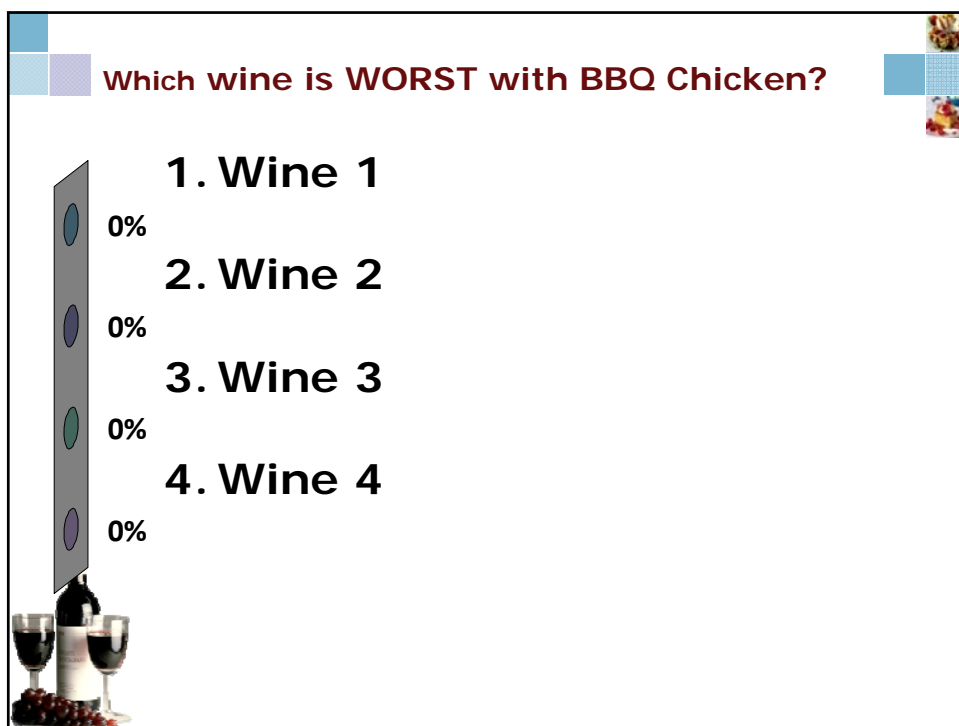 Which wine is WORST with BBQ Chicken?
1. Wine 1
0%
2. Wine 2
0%
3. Wine 3
0%
4. Wine 4
0%